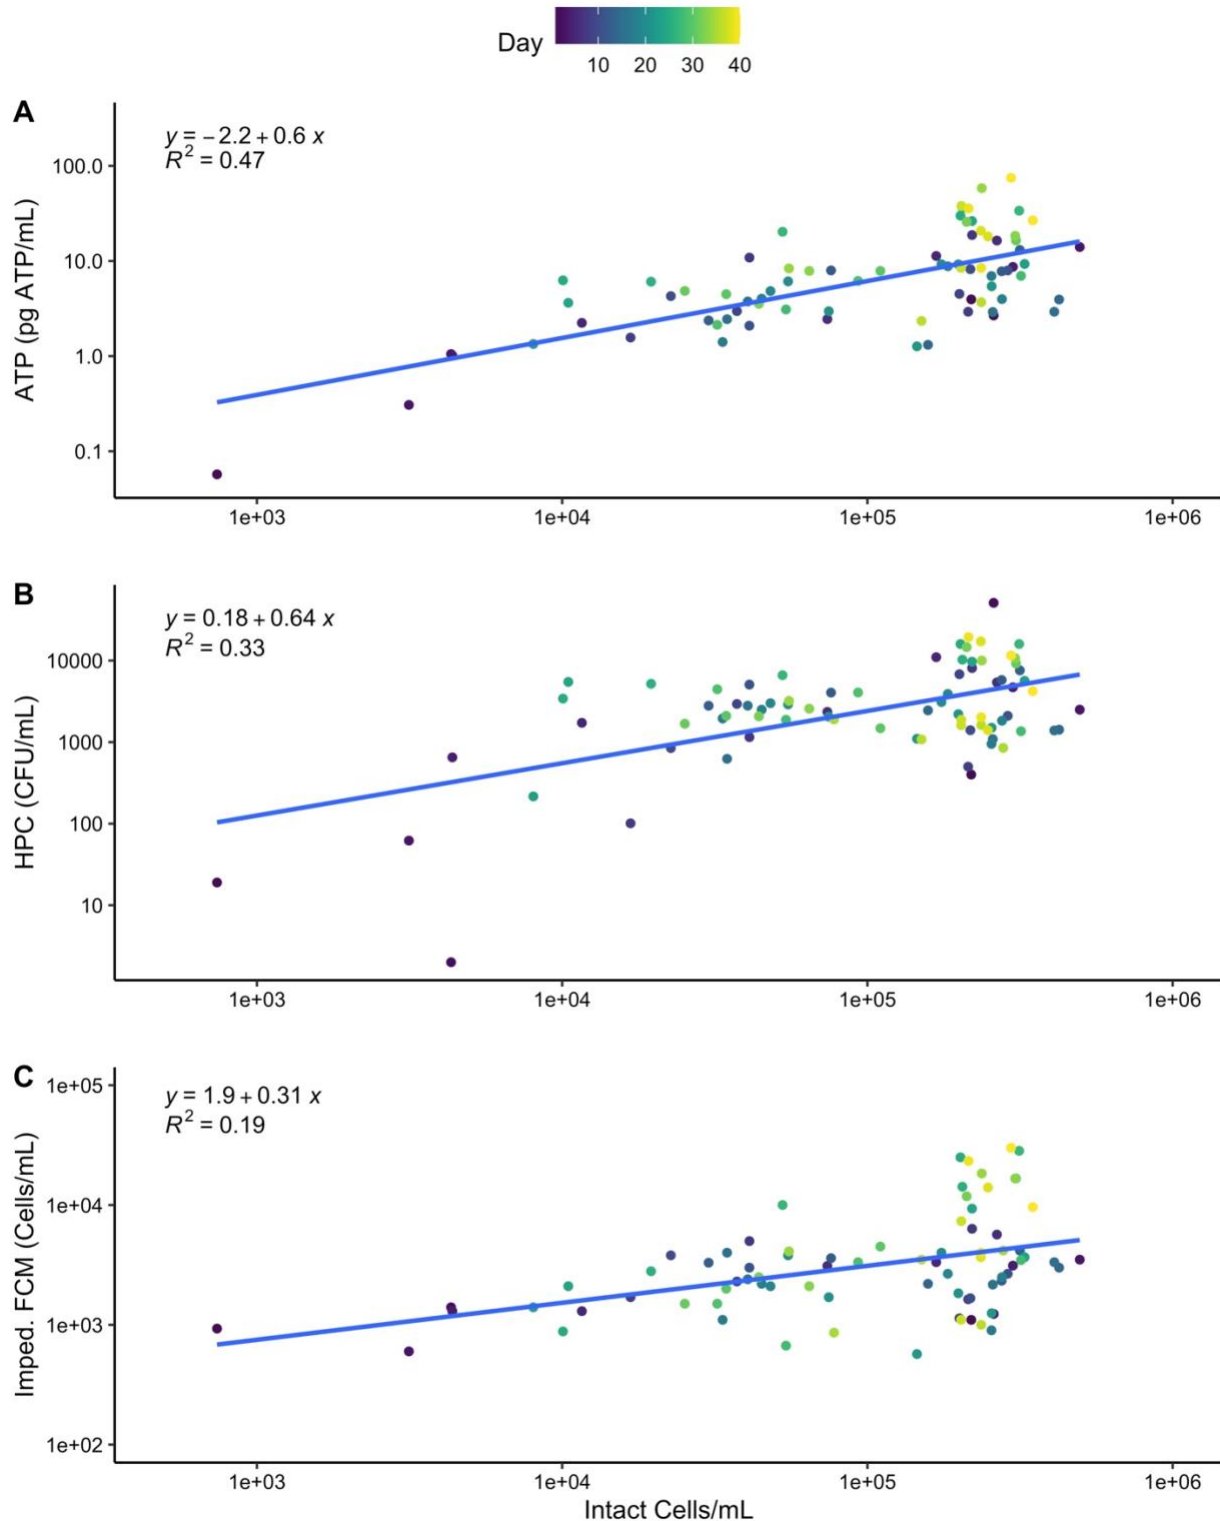 Day
10 20 30 40
A
y = −2.2 + 0.6 x
R² = 0.47
100.0
10.0
1.0
0.1
ATP (pg ATP/mL)
1e+03 1e+04 1e+05 1e+06
B
y = 0.18 + 0.64 x
R² = 0.33
10000
1000
100
10
HPC (CFU/mL)
1e+03 1e+04 1e+05 1e+06
C
1e+05
y = 1.9 + 0.31 x
R² = 0.19
1e+04
1e+03
1e+02
Imped. FCM (Cells/mL)
1e+03 1e+04 1e+05 1e+06
Intact Cells/mL